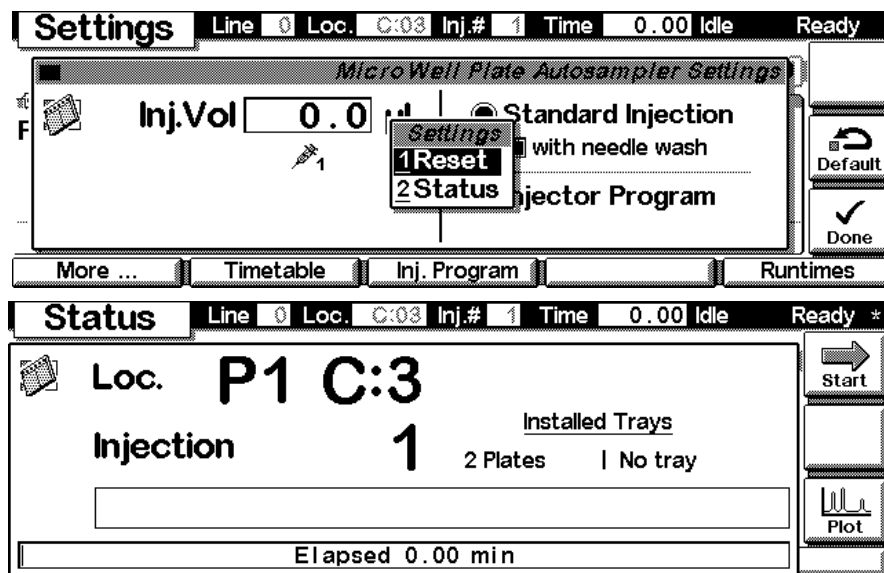 Settings Line 0 Loc. C:03 Inj.# 1 Time 0.00 Idle Ready
MicroWell Plate Autosampler Settings
Inj.Vol 0.0 µl Standard Injection
Settings
with needle wash
1
1 Reset
2 Status
jector Program
Default
Done
More ... Timetable Inj. Program Runtimes
Status Line 0 Loc. C:03 Inj.# 1 Time 0.00 Idle Ready *
Loc. P1 C:3
Start
Installed Trays
Injection 1
2 Plates | No tray
Plot
Elapsed 0.00 min